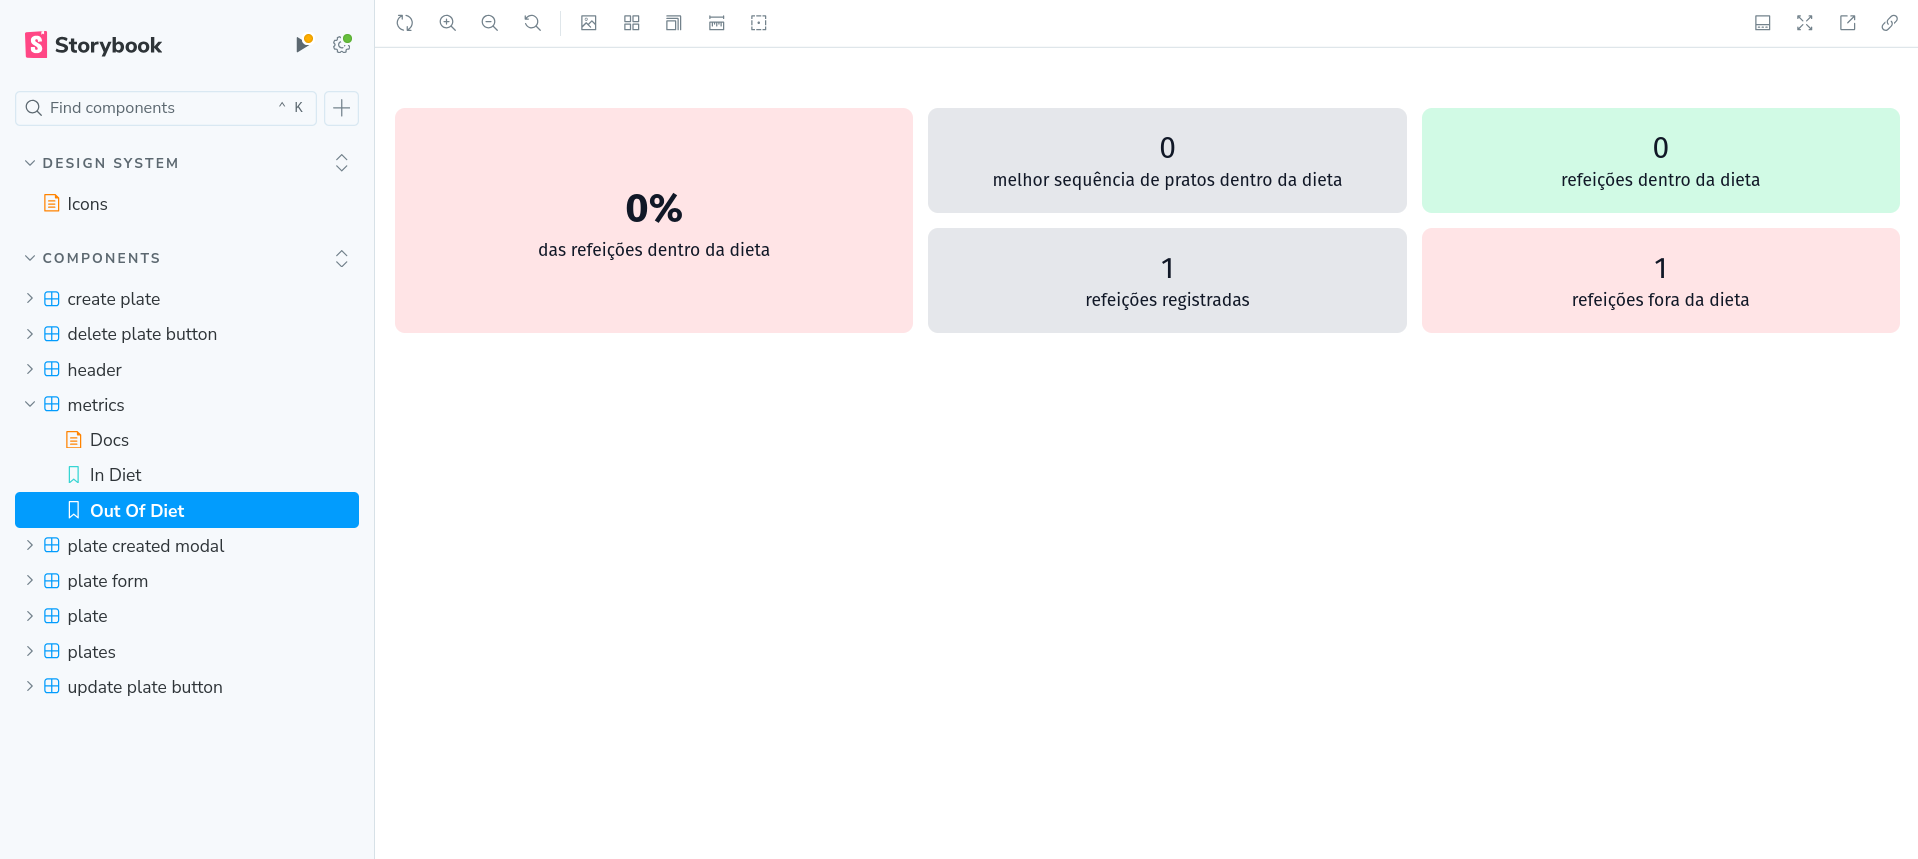 Storybook
Find components
^ K
DESIGN SYSTEM
Icons
COMPONENTS
create plate
delete plate button
header
metrics
Docs
In Diet
Out Of Diet
plate created modal
plate form
plate
plates
update plate button
0%
das refeições dentro da dieta
0
melhor sequência de pratos dentro da dieta
0
refeições dentro da dieta
1
refeições registradas
1
refeições fora da dieta